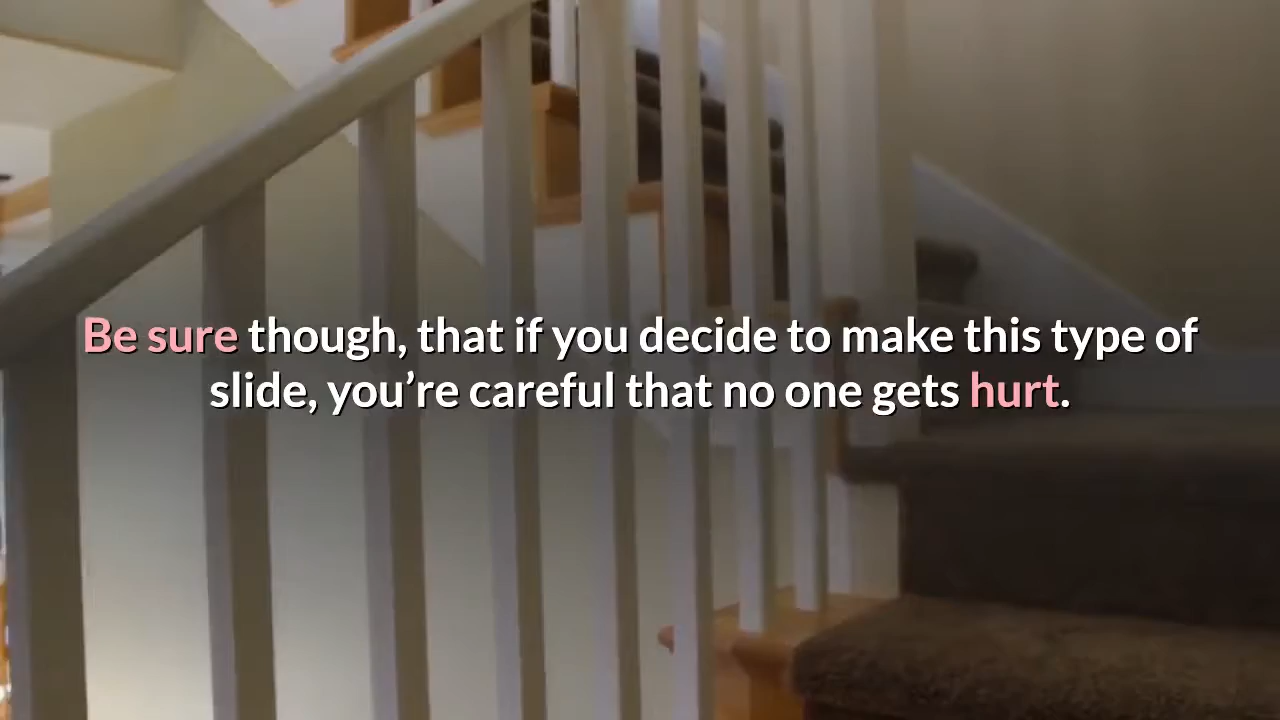 Be sure though, that if you decide to make this type of
slide, you’re careful that no one gets hurt.